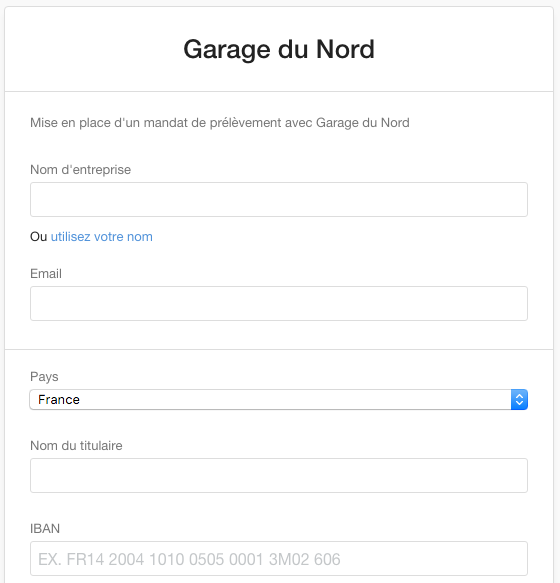 Garage du Nord
Mise en place d'un mandat de prélèvement avec Garage du Nord
Nom d'entreprise
Ou utilisez votre nom
Email
Pays
France
Nom du titulaire
IBAN
EX. FR14 2004 1010 0505 0001 3M02 606